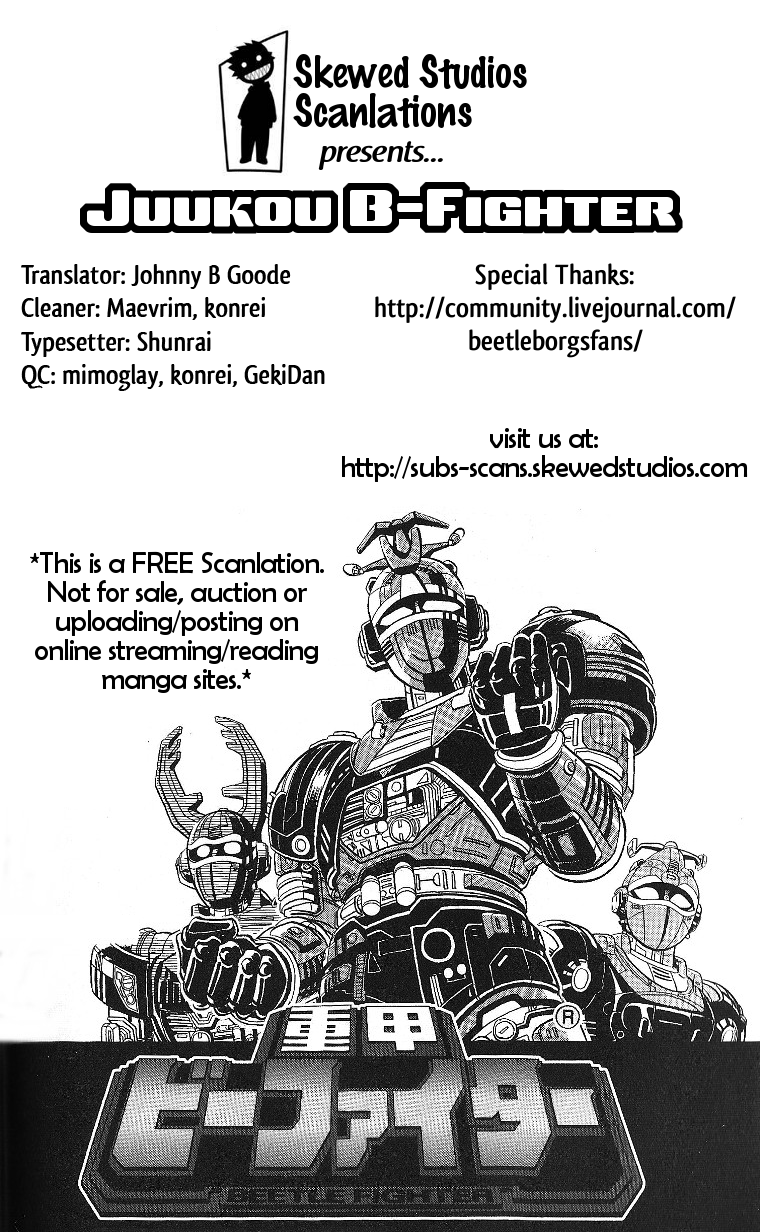 Skewed Studios
Scanlations
presents...
JUUKOU B-FIGHTER
Translator: Johnny B Goode
Cleaner: Maevrim, konrei
Typesetter: Shunrai
QC: mimoglay, konrei, GekiDan
Special Thanks:
http://community.livejournal.com/
beetleborgsfans/
visit us at:
http://subs-scans.skewedstudios.com
*This is a FREE Scanlation.
Not for sale, auction or
uploading/posting on
online streaming/reading
manga sites.*
重甲
ビーファイター
®
BEETLE FIGHTER